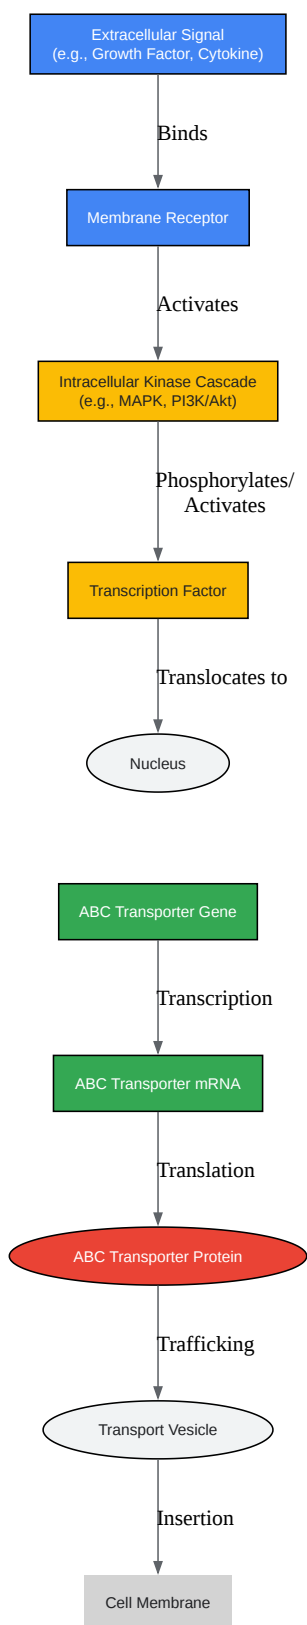 Extracellular Signal
(e.g., Growth Factor, Cytokine)
Binds
Membrane Receptor
Activates
Intracellular Kinase Cascade
(e.g., MAPK, PI3K/Akt)
Phosphorylates/
Activates
Transcription Factor
Translocates to
Nucleus
ABC Transporter Gene
Transcription
ABC Transporter mRNA
Translation
ABC Transporter Protein
Trafficking
Transport Vesicle
Insertion
Cell Membrane